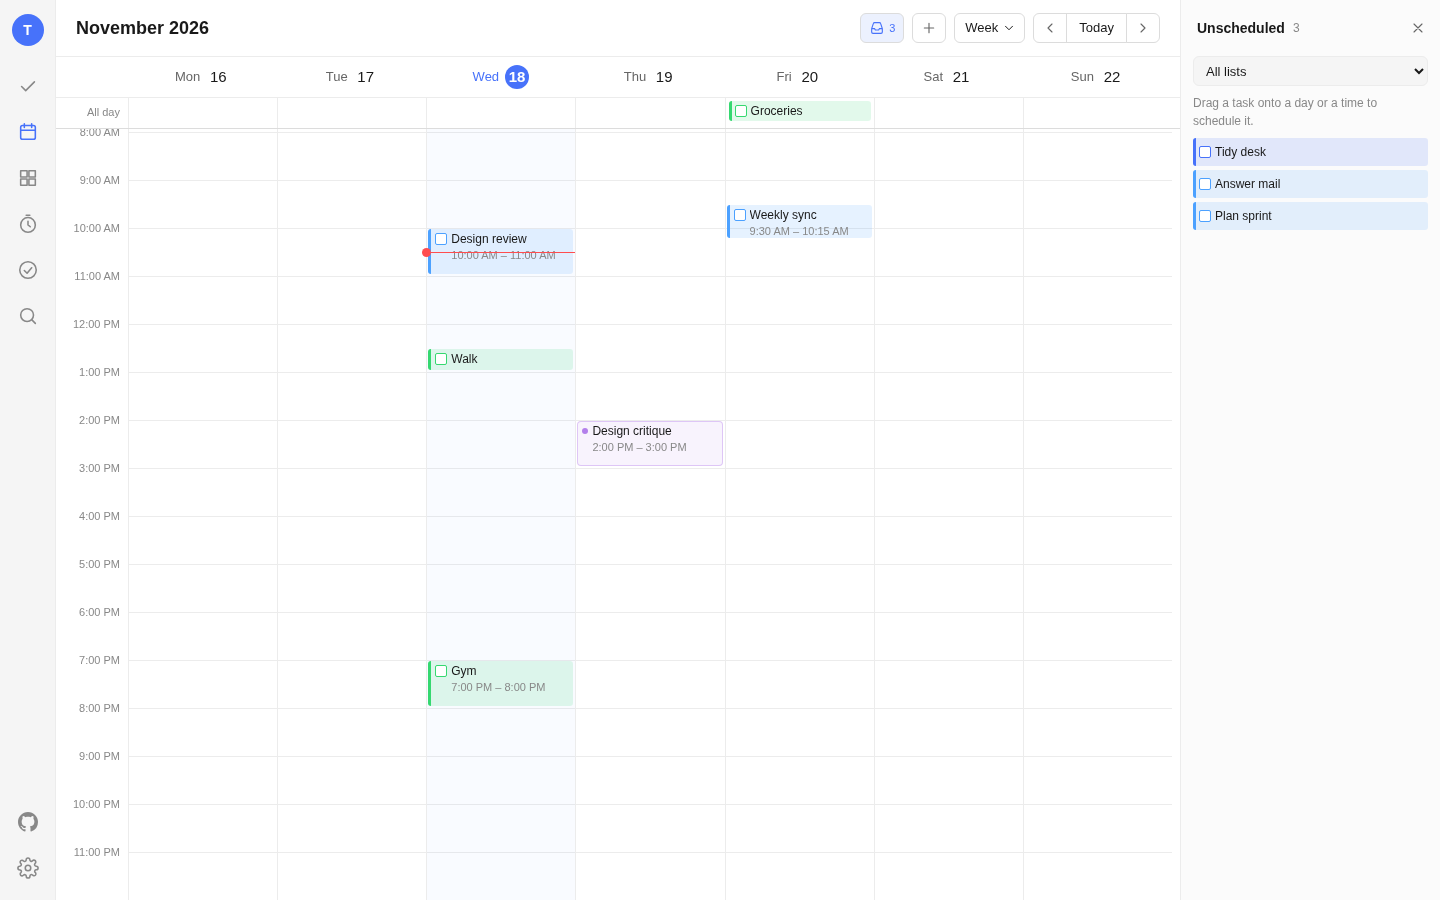 T
November 2026
3
Week
Today
Mon 16
Tue 17
Wed 18
Thu 19
Fri 20
Sat 21
Sun 22
All day
Groceries
8:00 AM
9:00 AM
10:00 AM
11:00 AM
12:00 PM
1:00 PM
2:00 PM
3:00 PM
4:00 PM
5:00 PM
6:00 PM
7:00 PM
8:00 PM
9:00 PM
10:00 PM
11:00 PM
Design review
10:00 AM – 11:00 AM
Walk
Gym
7:00 PM – 8:00 PM
Design critique
2:00 PM – 3:00 PM
Weekly sync
9:30 AM – 10:15 AM
Unscheduled 3
All lists
Drag a task onto a day or a time to
schedule it.
Tidy desk
Answer mail
Plan sprint